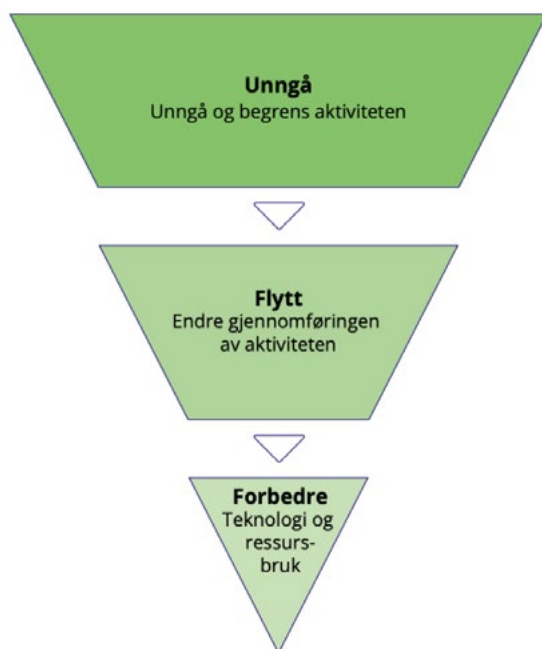 Unngå
Unngå og begrens aktiviteten
Flytt
Endre gjennomføringen
av aktiviteten
Forbedre
Teknologi og
ressurs-
bruk